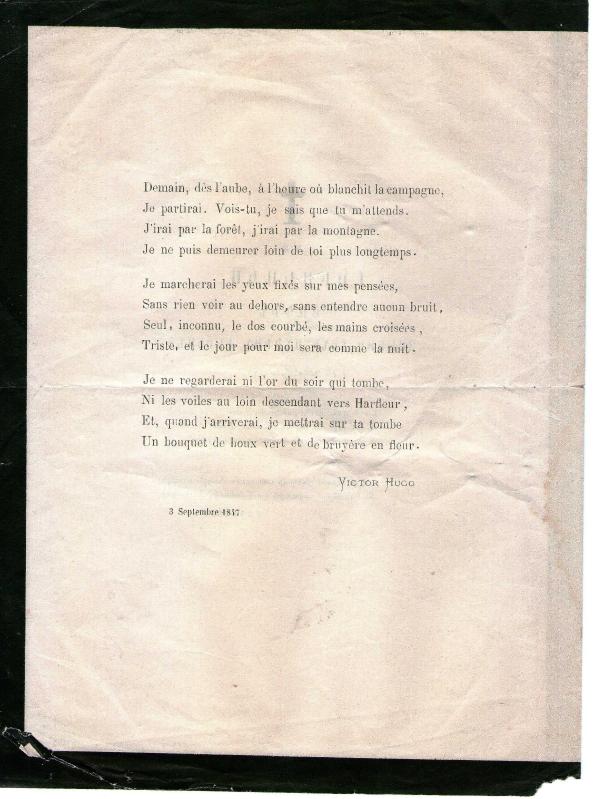 Demain, dès l'aube, à l'heure où blanchit la campagne,
Je partirai. Vois-tu, je sais que tu m'attends.
J'irai par la forêt, j'irai par la montagne.
Je ne puis demeurer loin de toi plus longtemps.
Je marcherai les yeux fixés sur mes pensées,
Sans rien voir au dehors, sans entendre aucun bruit,
Seul, inconnu, le dos courbé, les mains croisées,
Triste, et le jour pour moi sera comme la nuit.
Je ne regarderai ni l'or du soir qui tombe,
Ni les voiles au loin descendant vers Harfleur,
Et, quand j'arriverai, je mettrai sur ta tombe
Un bouquet de houx vert et de bruyère en fleur.
VICTOR HUGO
3 Septembre 1847